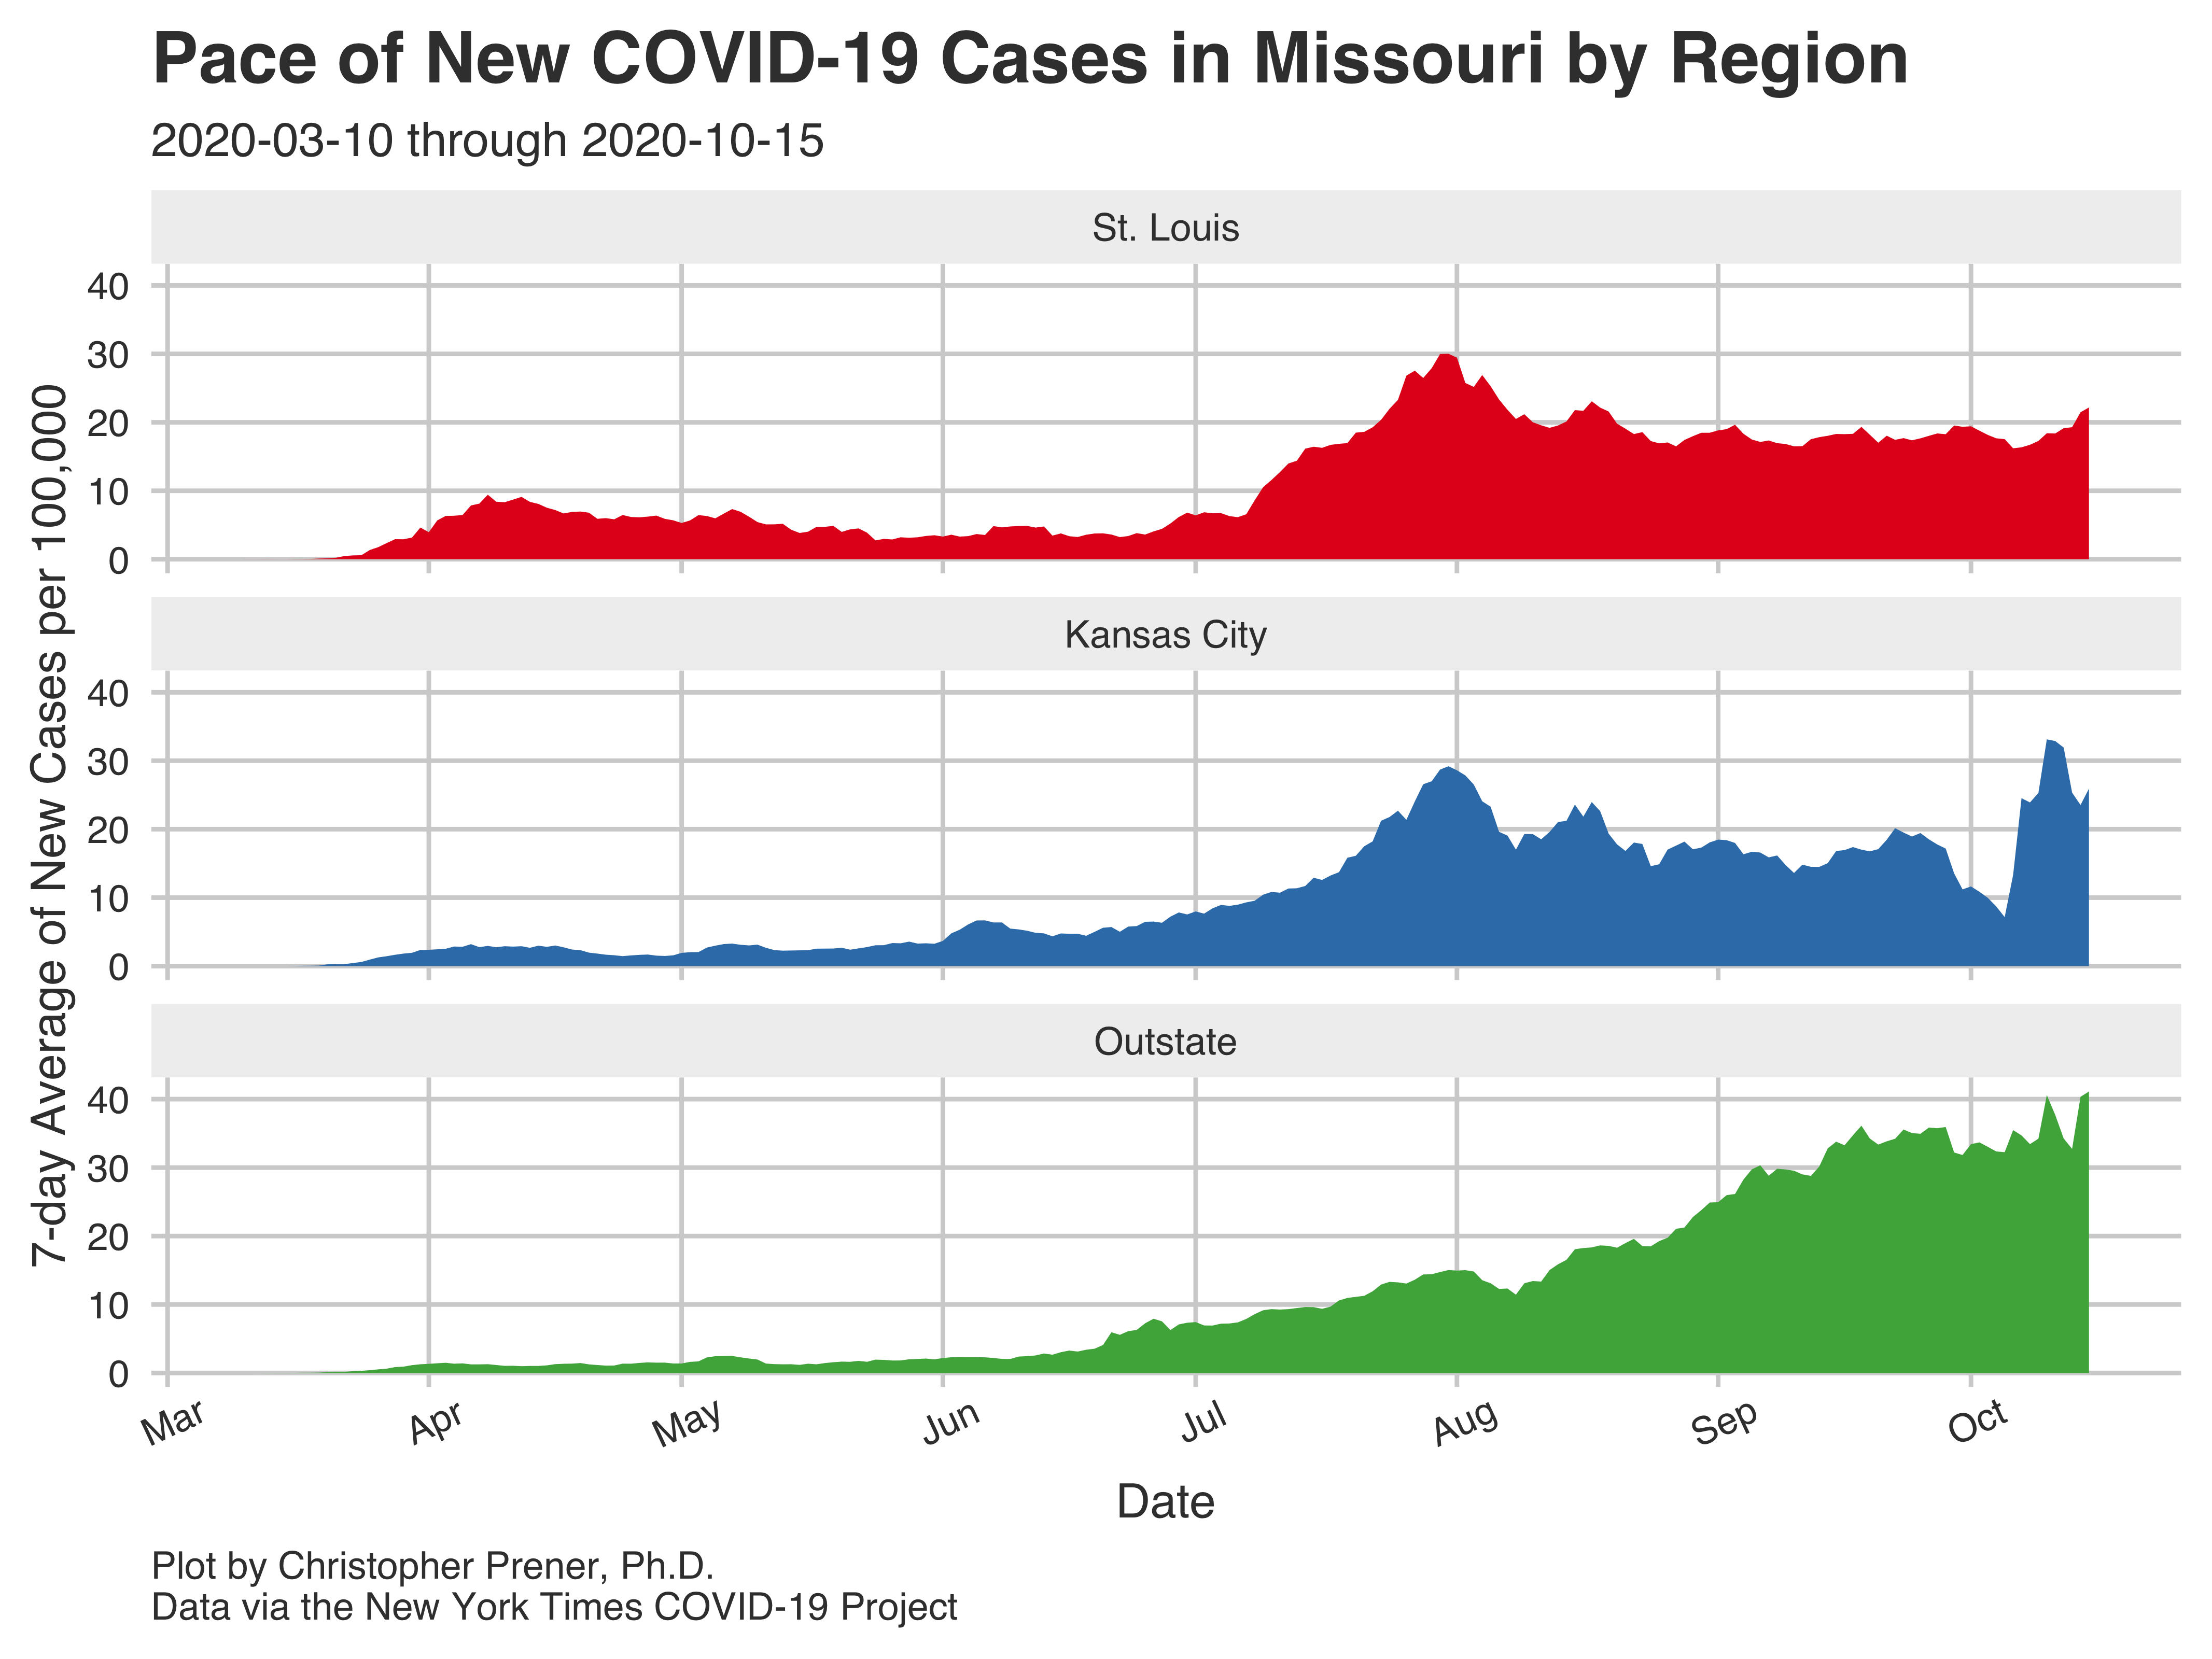 Pace of New COVID-19 Cases in Missouri by Region
2020-03-10 through 2020-10-15
7-day Average of New Cases per 100,000
St. Louis
40
30
20
10
0
Kansas City
40
30
20
10
0
Outstate
40
30
20
10
0
Mar Apr May Jun Jul Aug Sep Oct
Date
Plot by Christopher Prener, Ph.D.
Data via the New York Times COVID-19 Project